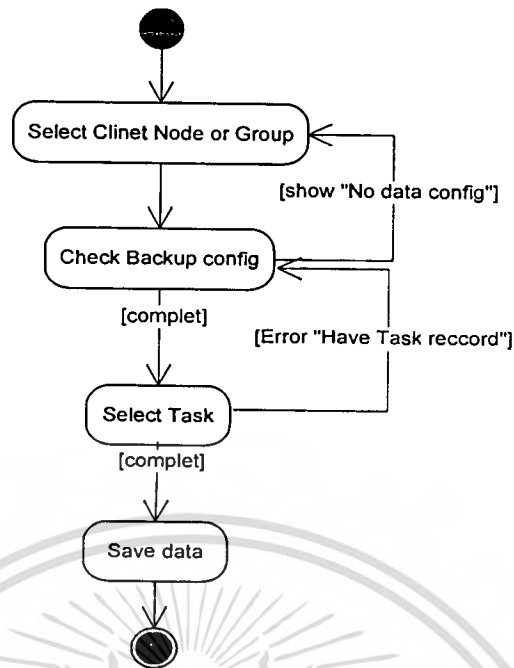 Select Clinet Node or Group
[show "No data config"]
Check Backup config
[complet]
[Error "Have Task reccord"]
Select Task
[complet]
Save data